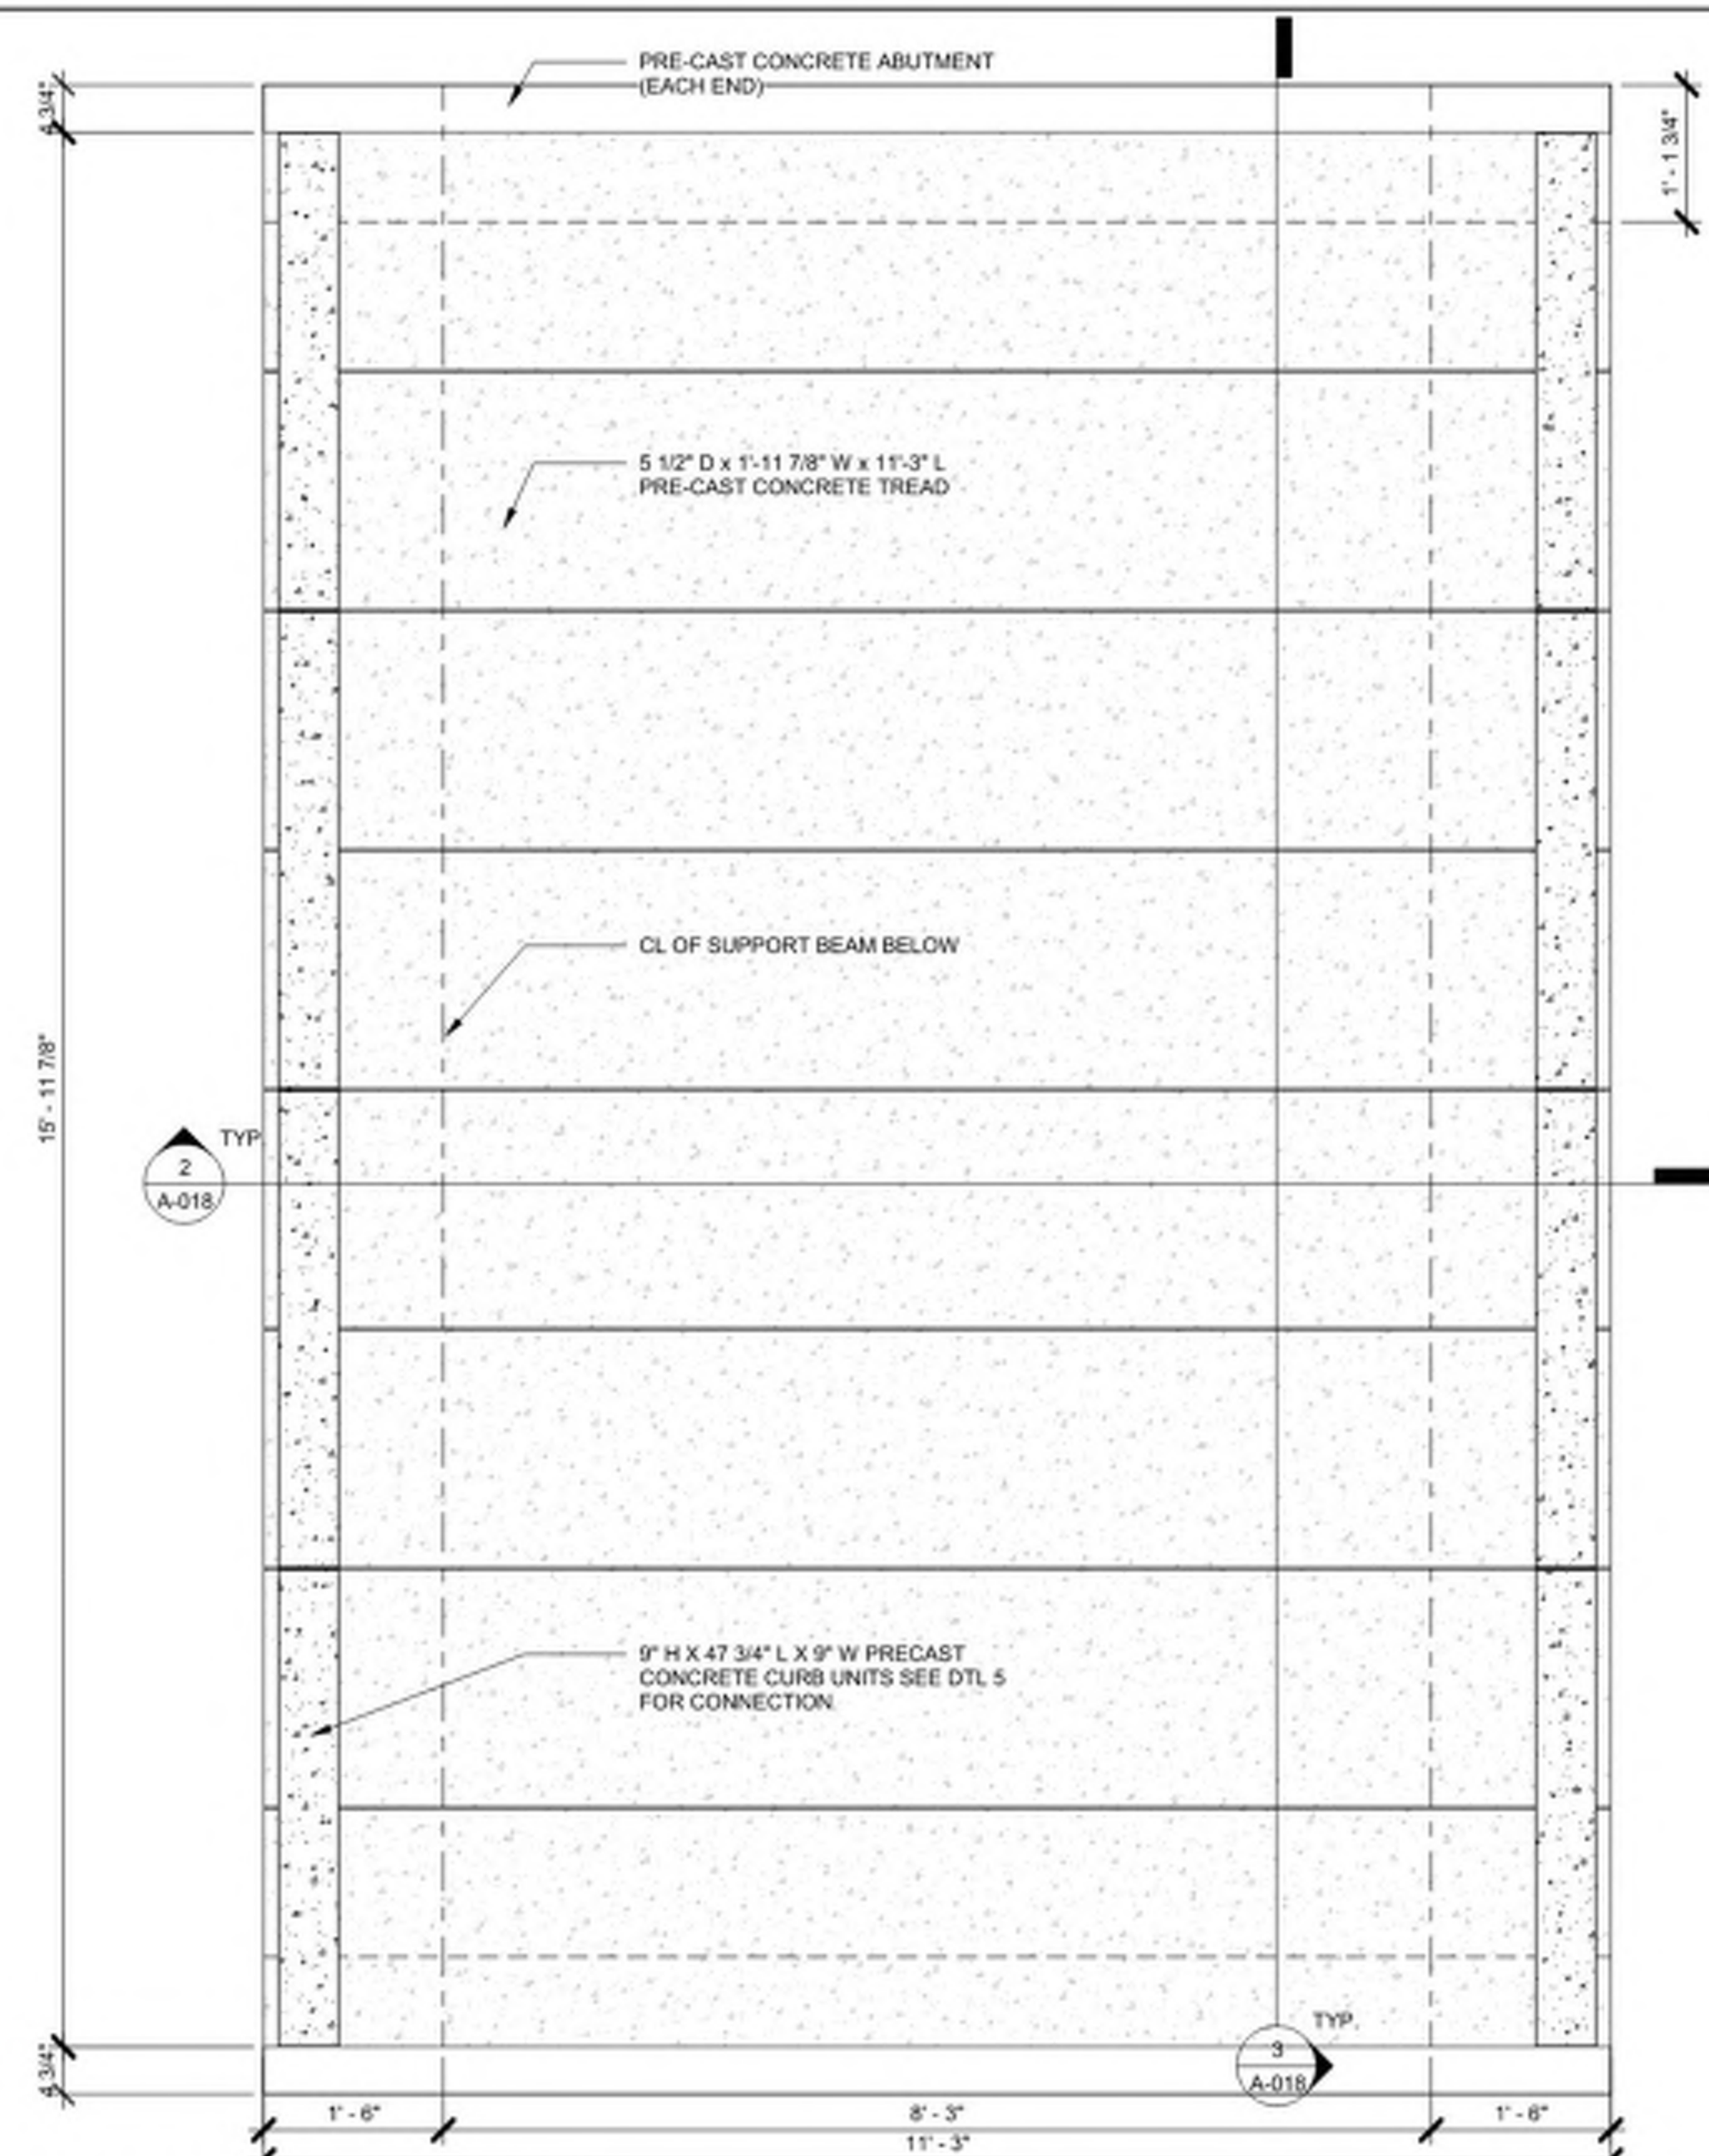 PRE-CAST CONCRETE ABUTMENT
(EACH END)
4 3/4"
1' - 1 3/4"
5 1/2" D x 1'-11 7/8" W x 11'-3" L
PRE-CAST CONCRETE TREAD
CL OF SUPPORT BEAM BELOW
15' - 11 7/8"
TYP.
2
A-018
9" H X 47 3/4" L X 9" W PRECAST
CONCRETE CURB UNITS SEE DTL 5
FOR CONNECTION.
TYP.
3
A-018
4 3/4"
1' - 6"
8' - 3"
1' - 6"
11' - 3"